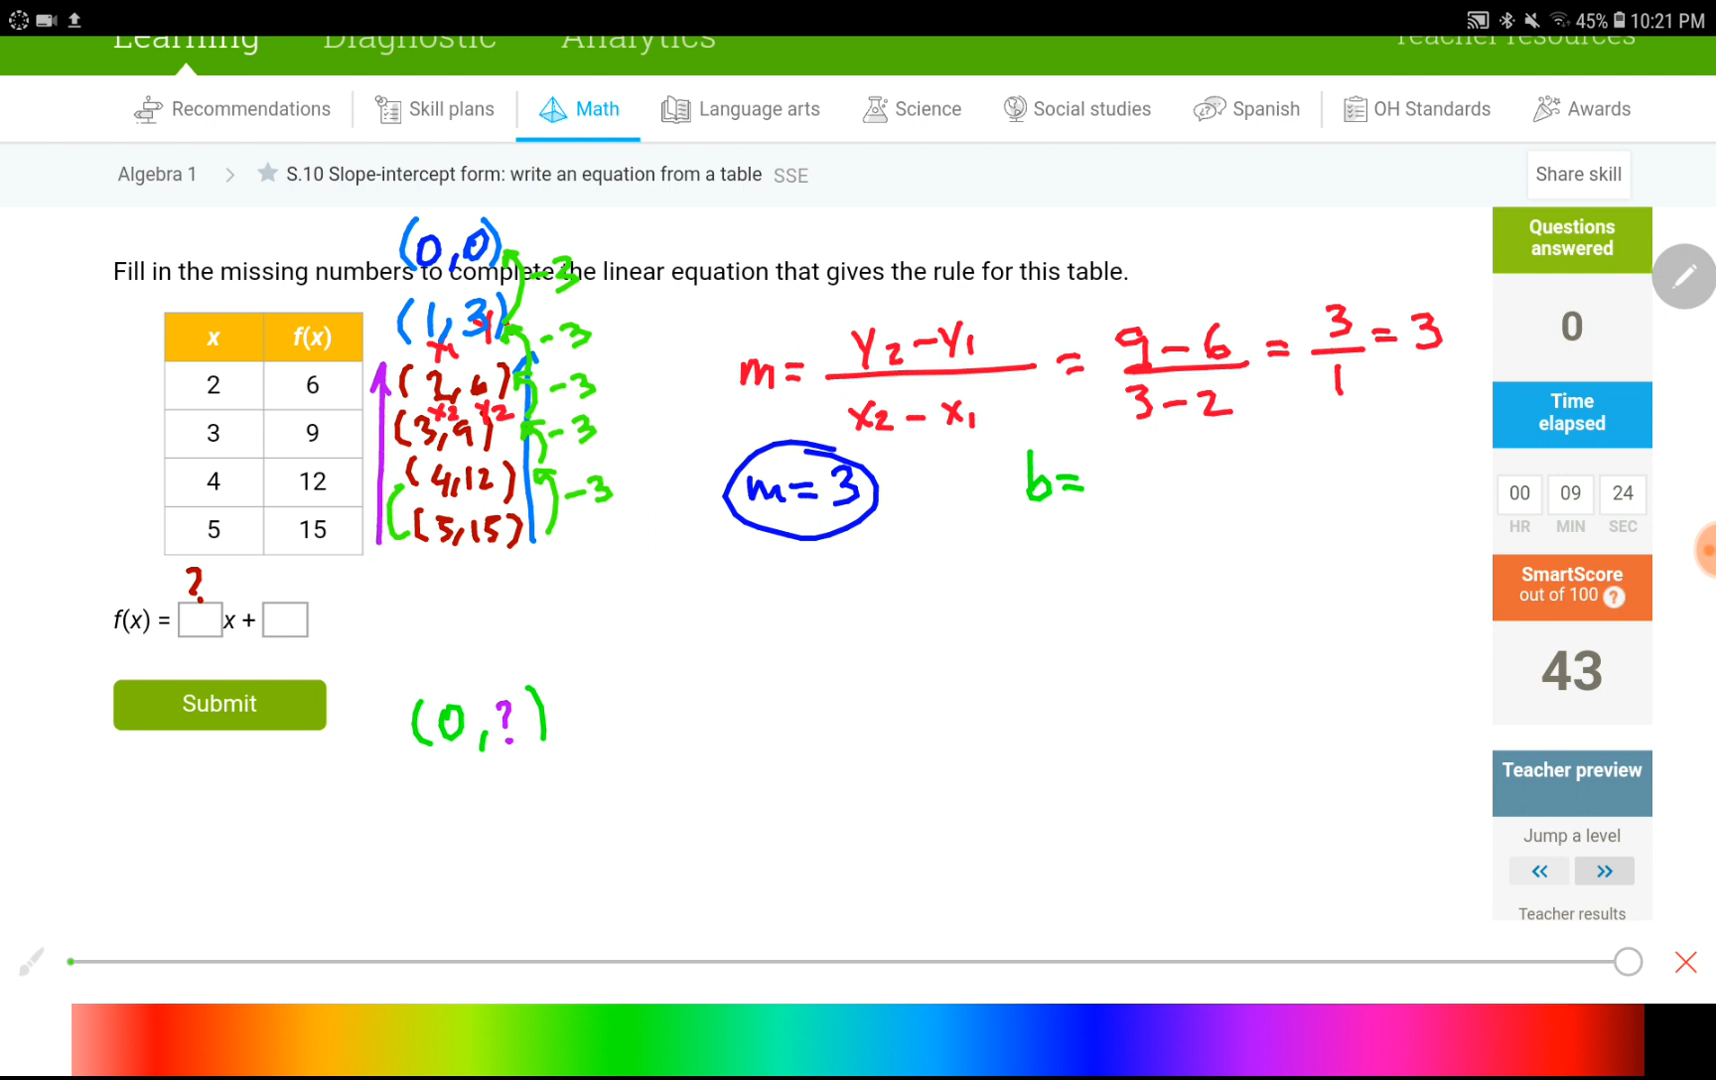 45% 10:21 PM
Learning Diagnostic Analytics Teacher resources
Recommendations Skill plans Math Language arts Science Social studies Spanish OH Standards Awards
Algebra 1 > S.10 Slope-intercept form: write an equation from a table SSE
Share skill
(0,0)
Fill in the missing numbers to complete the linear equation that gives the rule for this table.
-3
(1,3)
-3
x f(x)
2 6
3 9
4 12
5 15
x1 y1
(2,6) -3
x2 y2
(3,9) -3
(4,12) -3
(5,15)
m = y2-y1 / x2-x1 = 9-6 / 3-2 = 3/1 = 3
m=3
b=
?
f(x) = x +
Submit
(0,?)
Questions answered
0
Time elapsed
00 09 24
HR MIN SEC
SmartScore
out of 100 ?
43
Teacher preview
Jump a level
« »
Teacher results